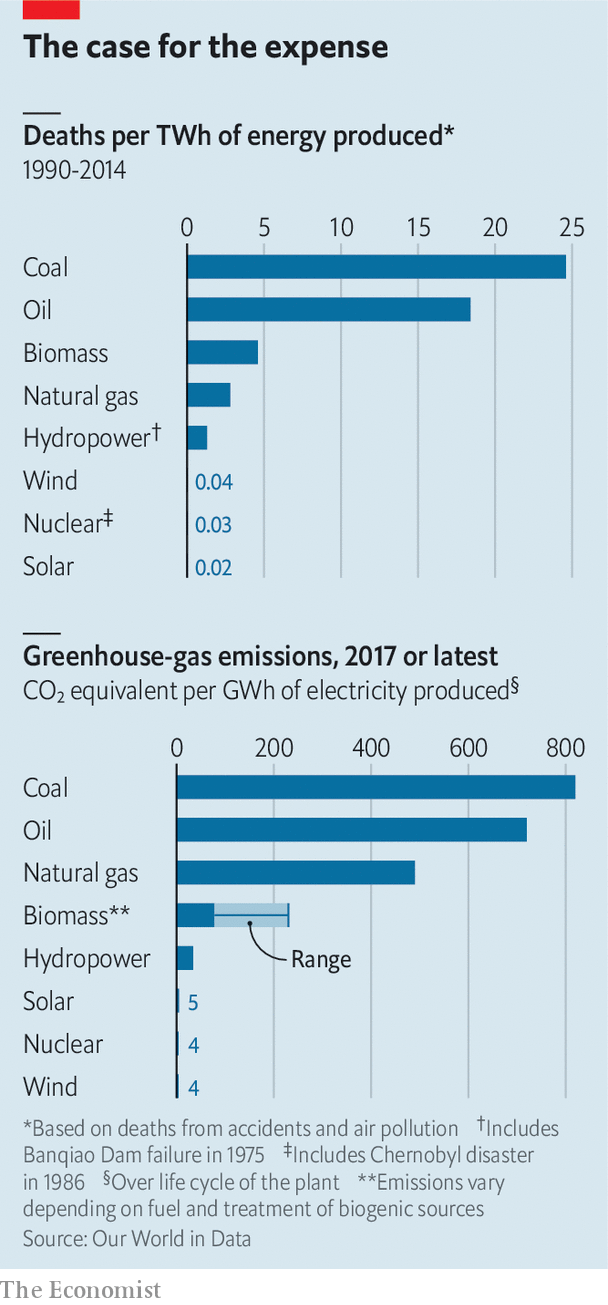 The case for the expense
Deaths per TWh of energy produced*
1990-2014
0 5 10 15 20 25
Coal
Oil
Biomass
Natural gas
Hydropower†
Wind 0.04
Nuclear‡ 0.03
Solar 0.02
Greenhouse-gas emissions, 2017 or latest
CO₂ equivalent per GWh of electricity produced§
0 200 400 600 800
Coal
Oil
Natural gas
Biomass**
Hydropower Range
Solar 5
Nuclear 4
Wind 4
*Based on deaths from accidents and air pollution †Includes
Banqiao Dam failure in 1975 ‡Includes Chernobyl disaster
in 1986 §Over life cycle of the plant **Emissions vary
depending on fuel and treatment of biogenic sources
Source: Our World in Data
The Economist